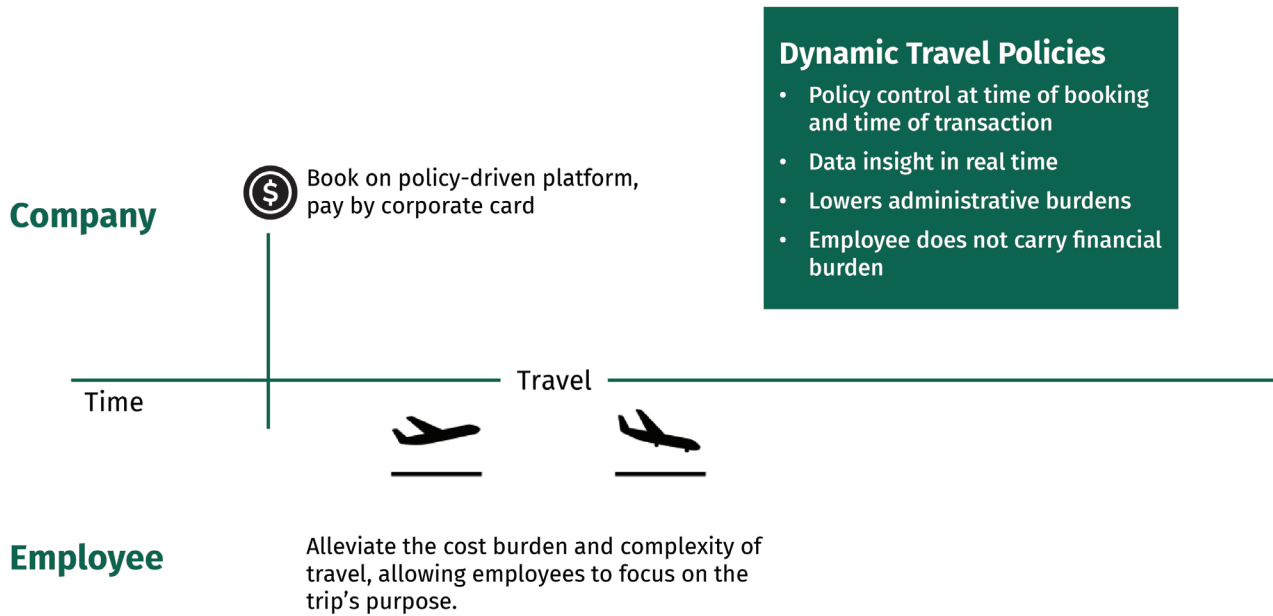 Dynamic Travel Policies
• Policy control at time of booking
and time of transaction
• Data insight in real time
• Lowers administrative burdens
• Employee does not carry financial
burden
Company
$
Book on policy-driven platform,
pay by corporate card
Travel
Time
Employee
Alleviate the cost burden and complexity of
travel, allowing employees to focus on the
trip's purpose.